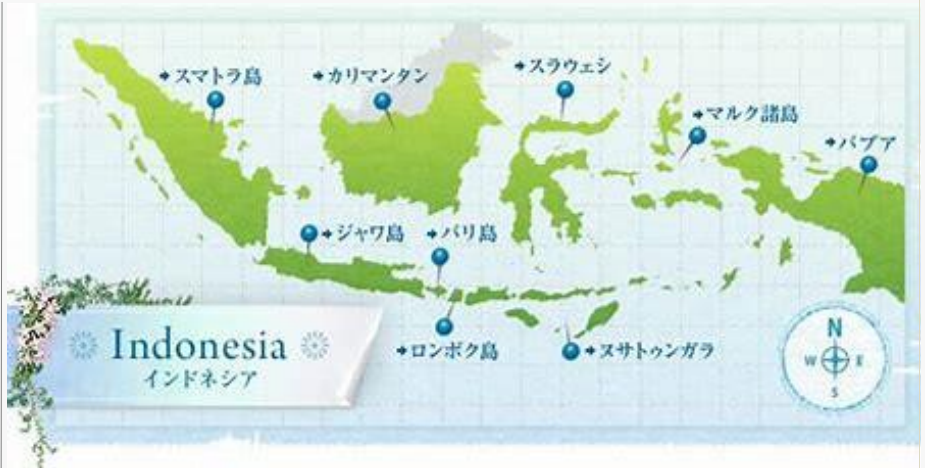 スマトラ島
カリマンタン
スラウェシ
マルク諸島
パプア
ジャワ島
バリ島
ロンボク島
ヌサトゥンガラ
Indonesia
インドネシア
N
W E
S